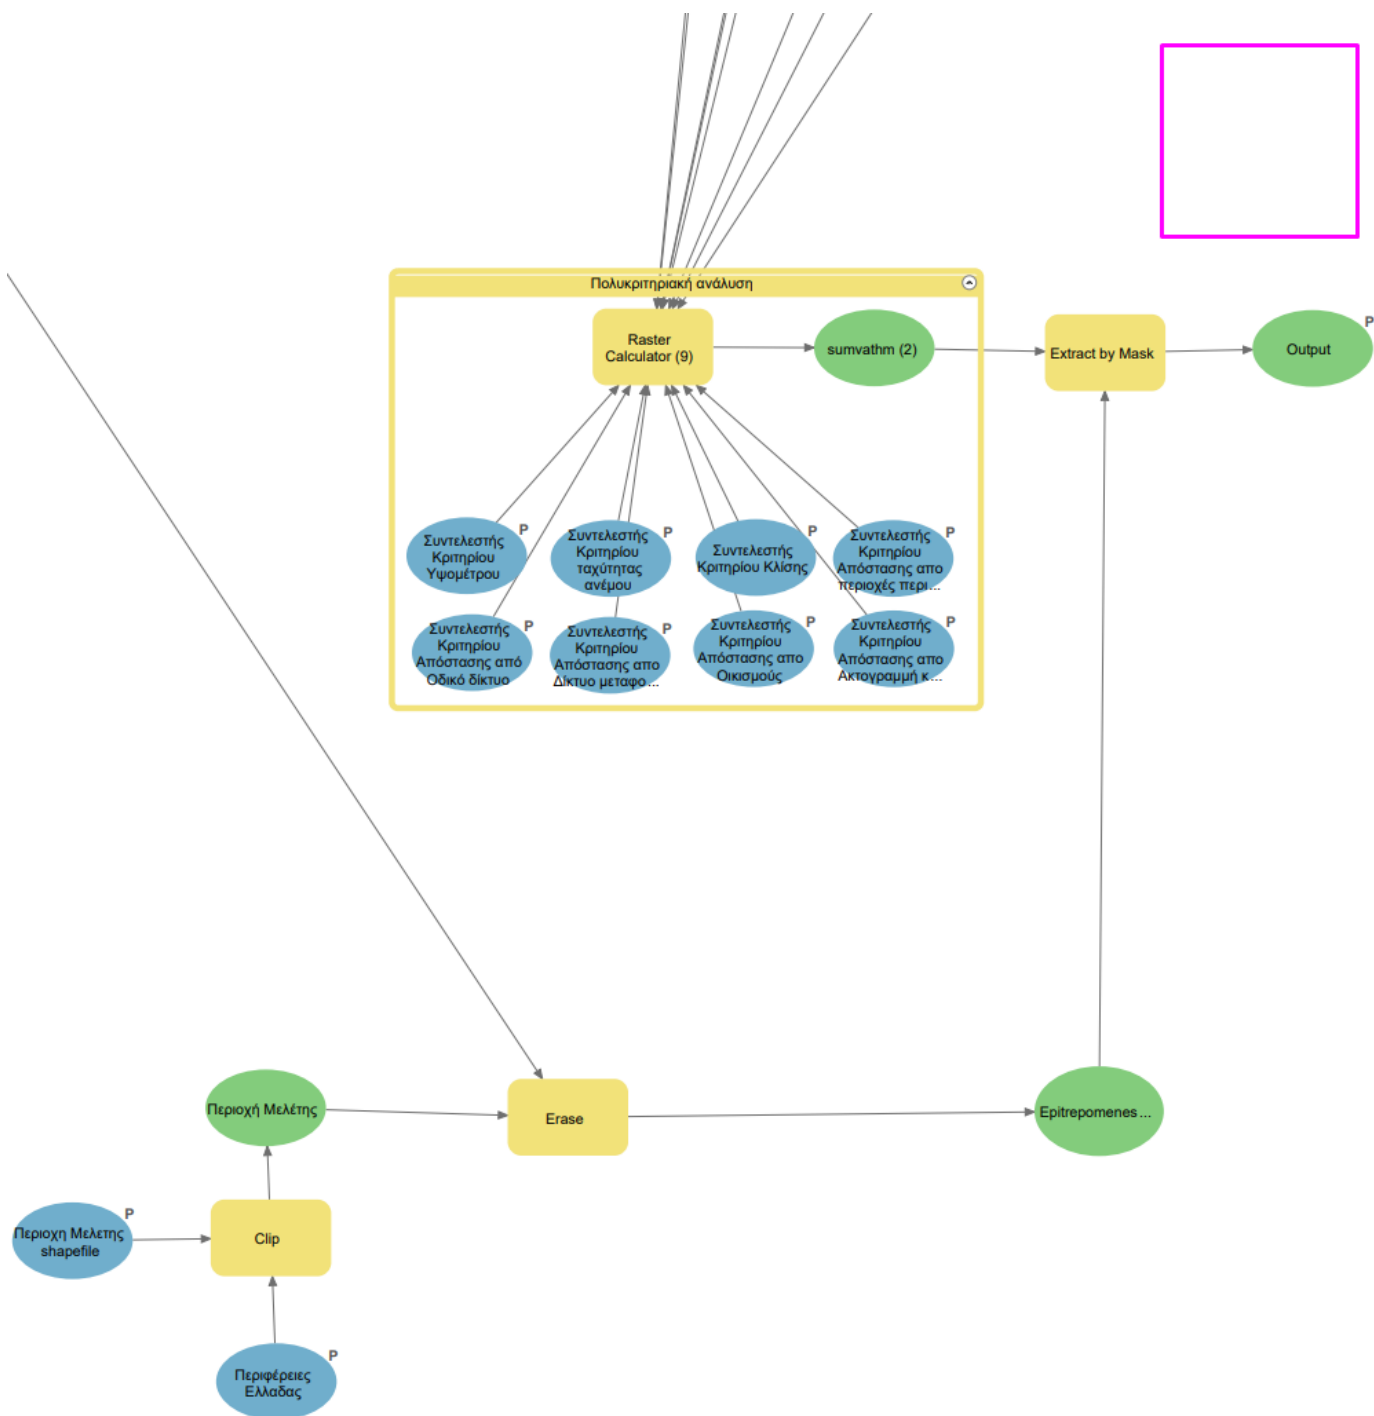 Πολυκριτηριακή ανάλυση
Raster
Calculator (9)
sumvathm (2)
Extract by Mask
P
Output
P
Συντελεστής
Κριτηρίου
Υψομέτρου
P
Συντελεστής
Κριτηρίου
ταχύτητας
ανέμου
P
Συντελεστής
Κριτηρίου Κλίσης
P
Συντελεστής
Κριτηρίου
Απόστασης απο
περιοχές περι...
P
Συντελεστής
Κριτηρίου
Απόστασης από
Οδικό δίκτυο
P
Συντελεστής
Κριτηρίου
Απόστασης απο
Δίκτυο μεταφο...
P
Συντελεστής
Κριτηρίου
Απόστασης απο
Οικισμούς
P
Συντελεστής
Κριτηρίου
Απόστασης απο
Ακτογραμμή κ...
Περιοχή Μελέτης
Erase
Epitrepomenes...
P
Περιοχη Μελετης
shapefile
Clip
P
Περιφέρειες
Ελλαδας